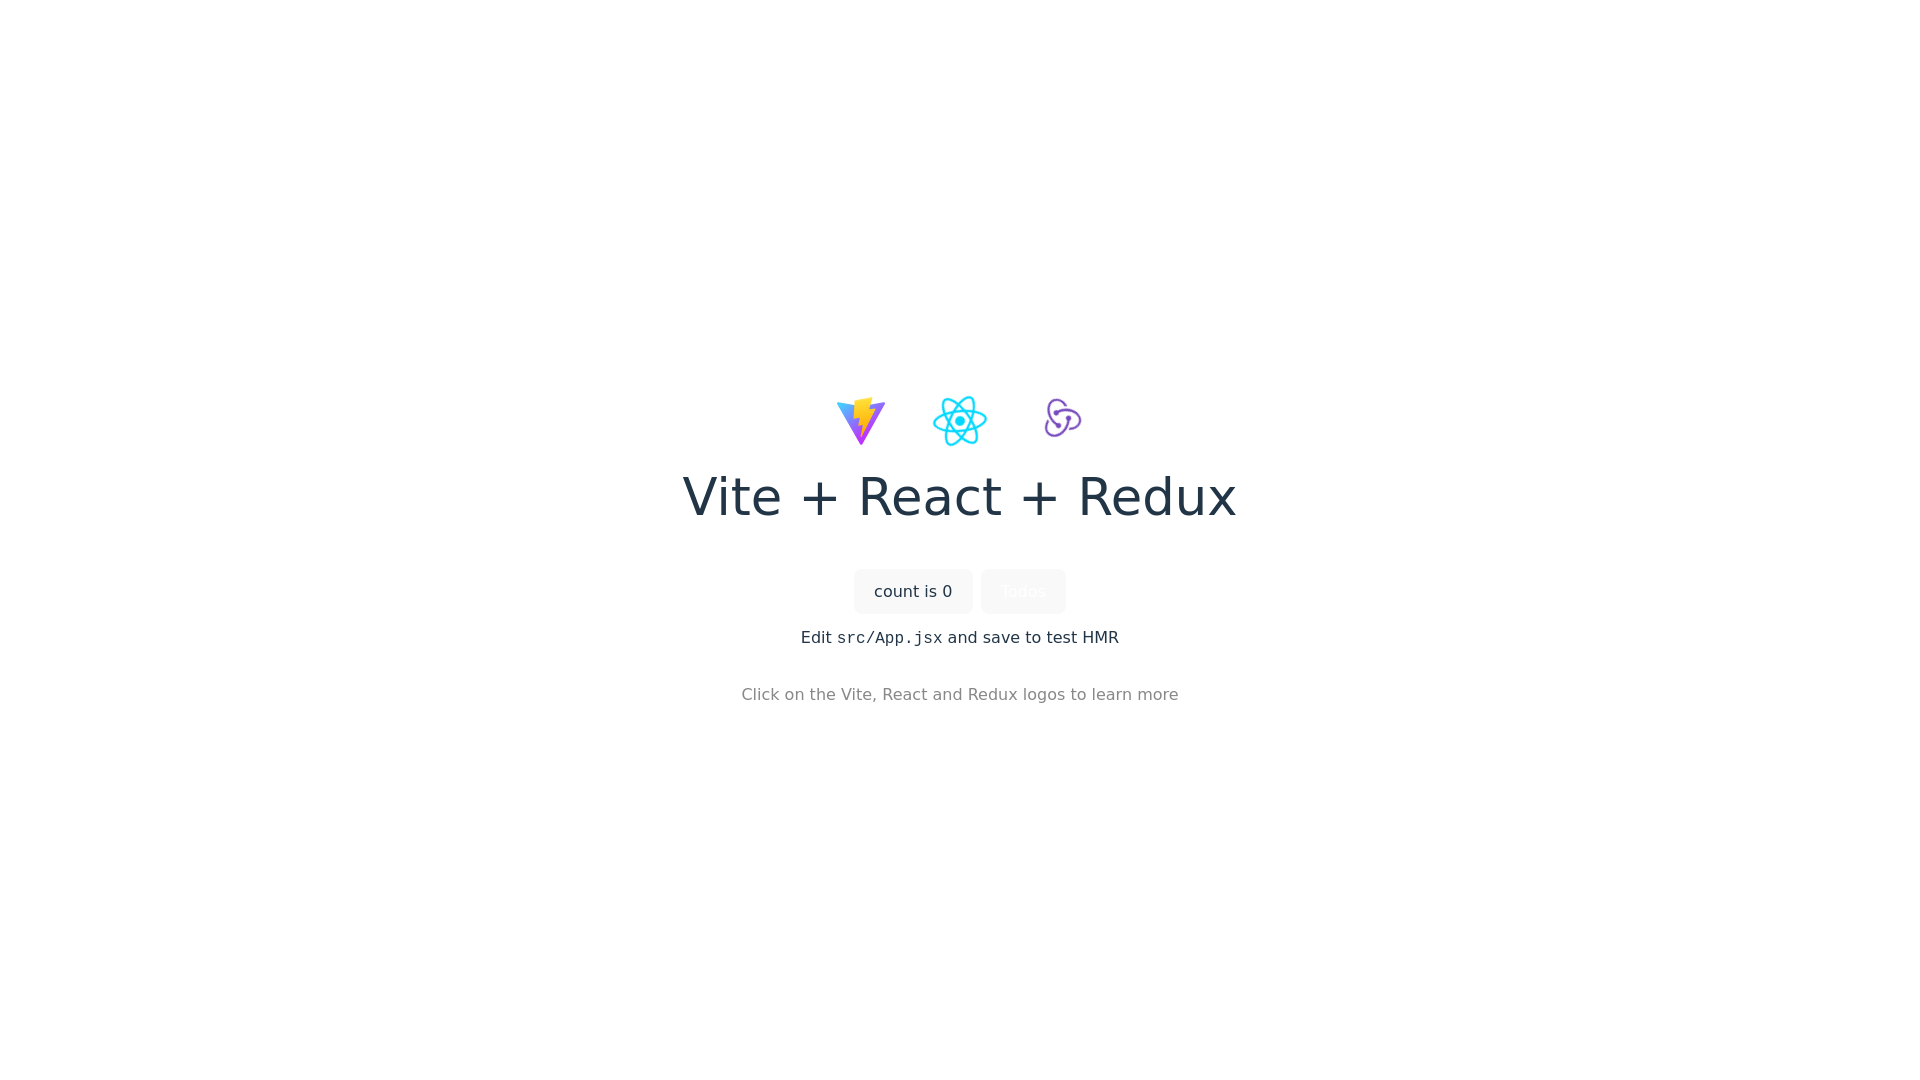 Vite + React + Redux
count is 0
Todos
Edit src/App.jsx and save to test HMR
Click on the Vite, React and Redux logos to learn more